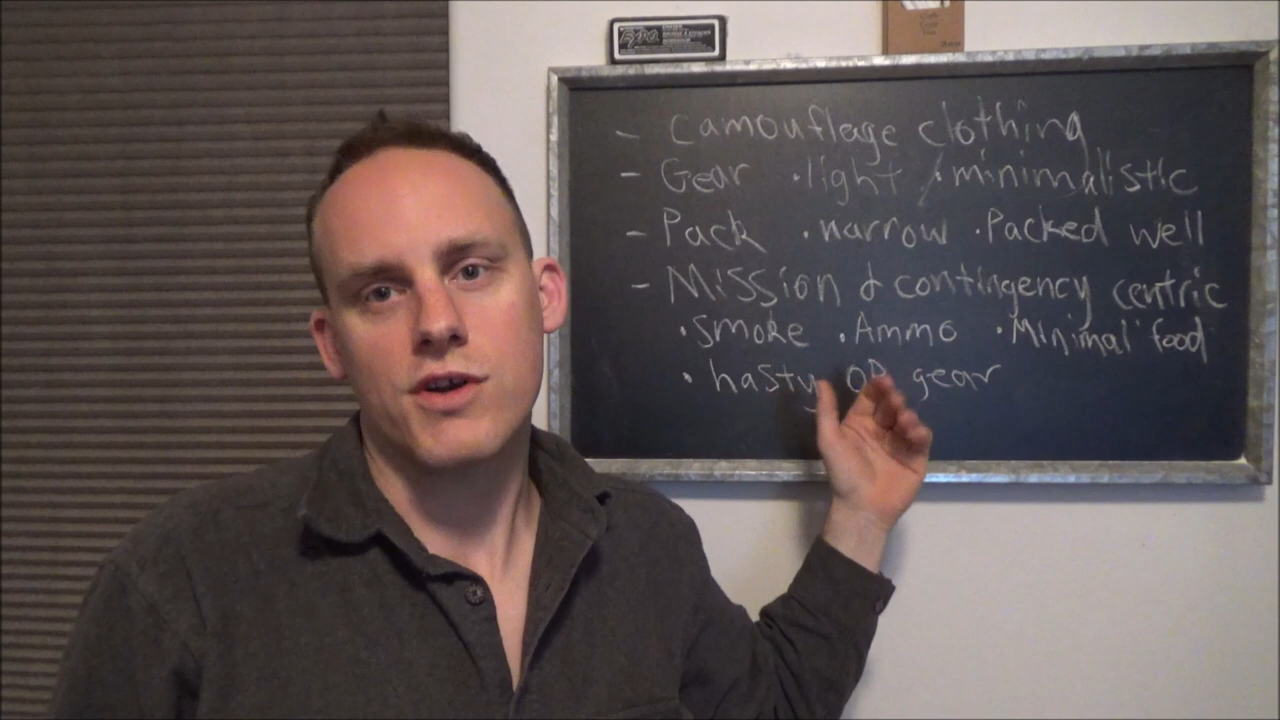 EXPO
- Camouflage clothing
- Gear · light / · minimalistic
- Pack · narrow · Packed well
- Mission & contingency centric
· Smoke · Ammo · Minimal food
· hasty OP gear